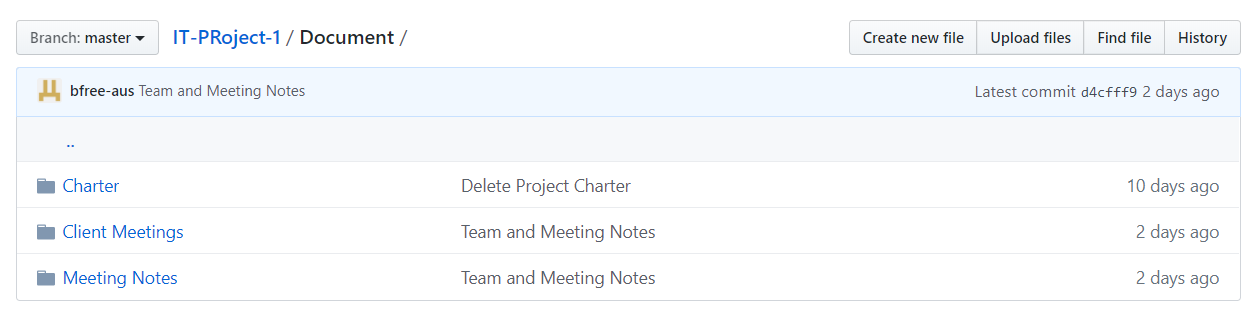 Branch: master IT-PRoject-1 / Document / Create new file Upload files Find file History
bfree-aus Team and Meeting Notes Latest commit d4cfff9 2 days ago
..
Charter Delete Project Charter 10 days ago
Client Meetings Team and Meeting Notes 2 days ago
Meeting Notes Team and Meeting Notes 2 days ago